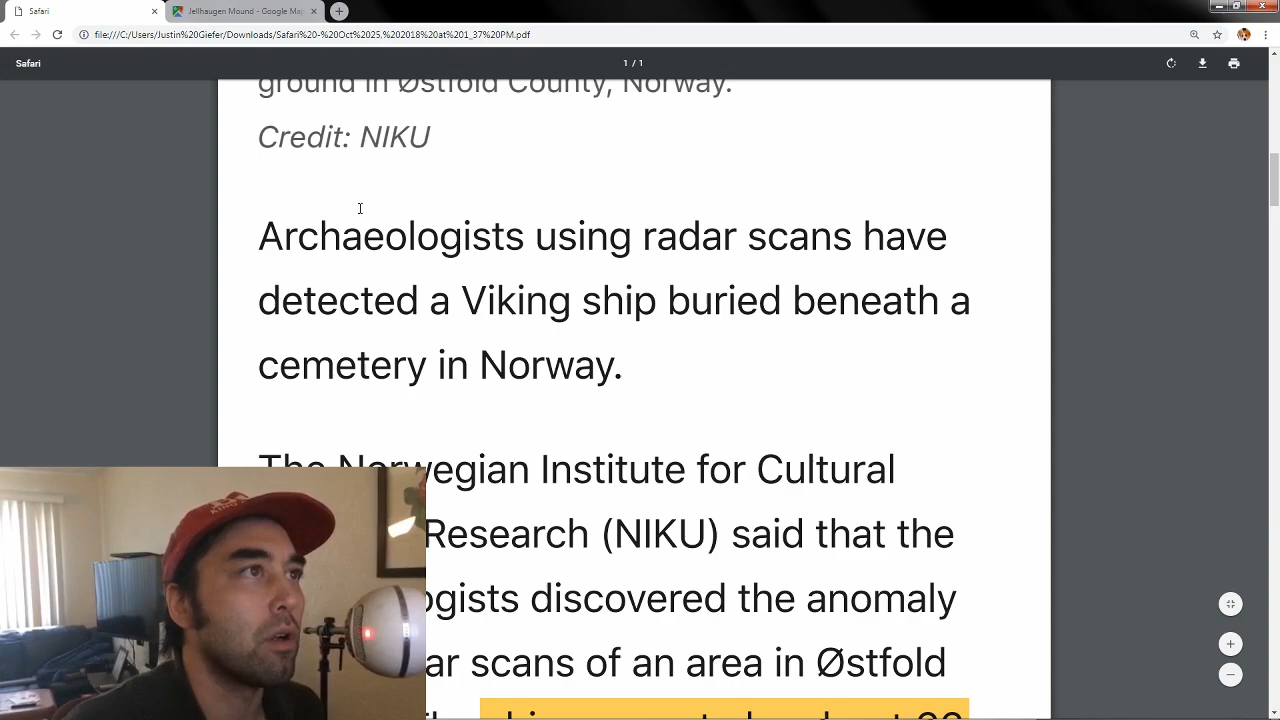 Safari
Jellhaugen Mound - Google Ma
file:///C:/Users/Justin%20Giefer/Downloads/Safari%20-%20Oct%2025,%202018%20at%201_37%20PM.pdf
Safari
1 / 1
ground in Østfold County, Norway.
Credit: NIKU
Archaeologists using radar scans have
detected a Viking ship buried beneath a
cemetery in Norway.
The Norwegian Institute for Cultural
Research (NIKU) said that the
ogists discovered the anomaly
ar scans of an area in Østfold